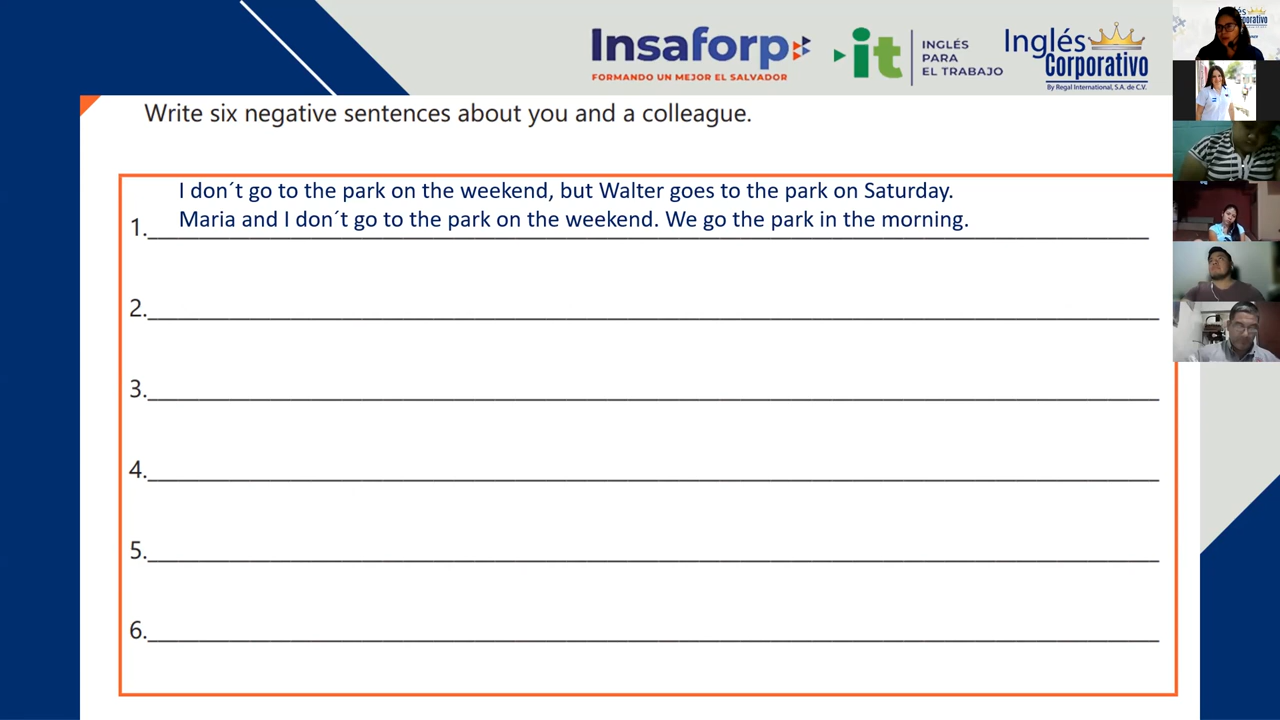 Insaforp
FORMANDO UN MEJOR EL SALVADOR
it
INGLÉS
PARA
EL TRABAJO
Inglés
Corporativo
By Regal International, S.A. de C.V.
Write six negative sentences about you and a colleague.
I don´t go to the park on the weekend, but Walter goes to the park on Saturday.
Maria and I don´t go to the park on the weekend. We go the park in the morning.
1.
2.
3.
4.
5.
6.